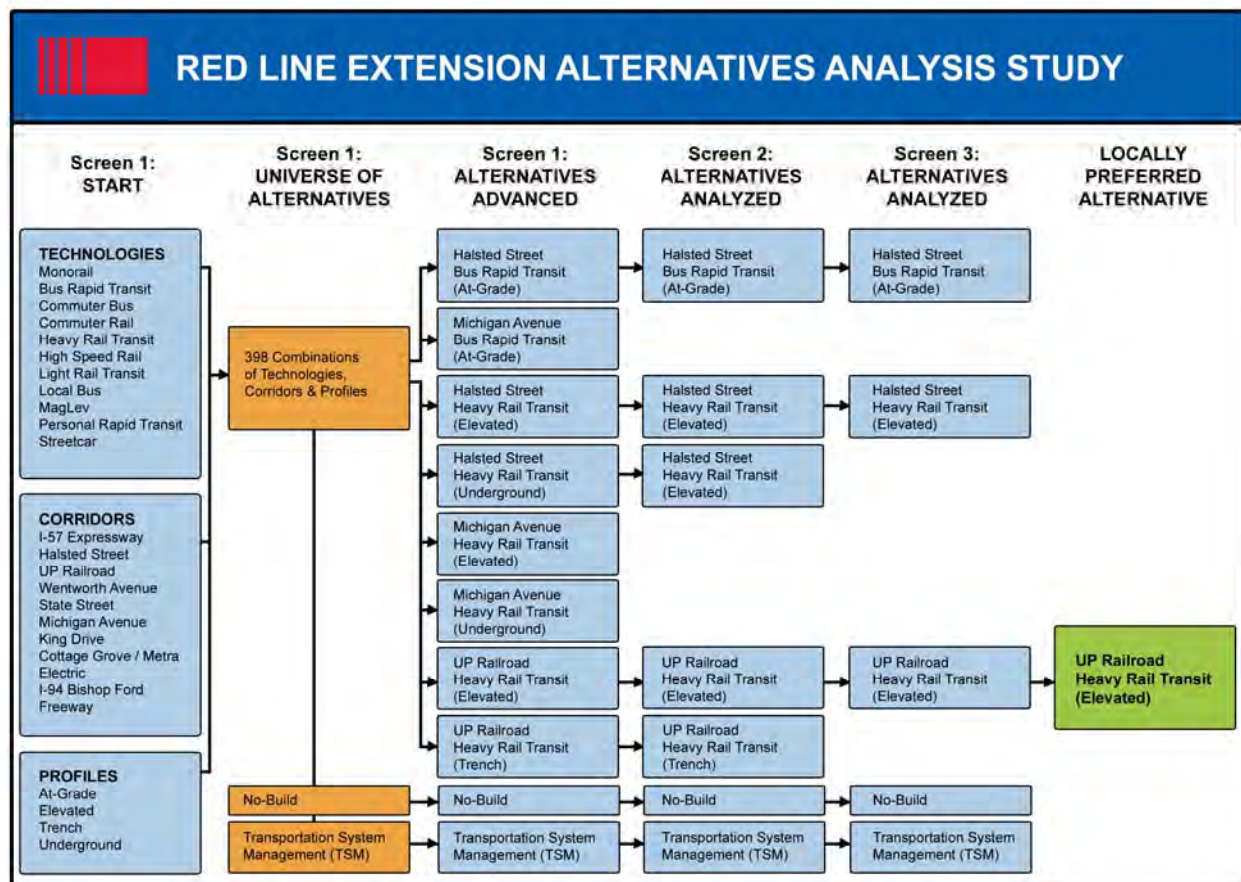 RED LINE EXTENSION ALTERNATIVES ANALYSIS STUDY
Screen 1:
START
Screen 1:
UNIVERSE OF
ALTERNATIVES
Screen 1:
ALTERNATIVES
ADVANCED
Screen 2:
ALTERNATIVES
ANALYZED
Screen 3:
ALTERNATIVES
ANALYZED
LOCALLY
PREFERRED
ALTERNATIVE
TECHNOLOGIES
Monorail
Bus Rapid Transit
Commuter Bus
Commuter Rail
Heavy Rail Transit
High Speed Rail
Light Rail Transit
Local Bus
MagLev
Personal Rapid Transit
Streetcar
CORRIDORS
I-57 Expressway
Halsted Street
UP Railroad
Wentworth Avenue
State Street
Michigan Avenue
King Drive
Cottage Grove / Metra
Electric
I-94 Bishop Ford
Freeway
PROFILES
At-Grade
Elevated
Trench
Underground
398 Combinations
of Technologies,
Corridors & Profiles
No-Build
Transportation System
Management (TSM)
Halsted Street
Bus Rapid Transit
(At-Grade)
Michigan Avenue
Bus Rapid Transit
(At-Grade)
Halsted Street
Heavy Rail Transit
(Elevated)
Halsted Street
Heavy Rail Transit
(Underground)
Michigan Avenue
Heavy Rail Transit
(Elevated)
Michigan Avenue
Heavy Rail Transit
(Underground)
UP Railroad
Heavy Rail Transit
(Elevated)
UP Railroad
Heavy Rail Transit
(Trench)
No-Build
Transportation System
Management (TSM)
Halsted Street
Bus Rapid Transit
(At-Grade)
Halsted Street
Heavy Rail Transit
(Elevated)
Halsted Street
Heavy Rail Transit
(Elevated)
UP Railroad
Heavy Rail Transit
(Elevated)
UP Railroad
Heavy Rail Transit
(Trench)
No-Build
Transportation System
Management (TSM)
Halsted Street
Bus Rapid Transit
(At-Grade)
Halsted Street
Heavy Rail Transit
(Elevated)
UP Railroad
Heavy Rail Transit
(Elevated)
No-Build
Transportation System
Management (TSM)
UP Railroad
Heavy Rail Transit
(Elevated)